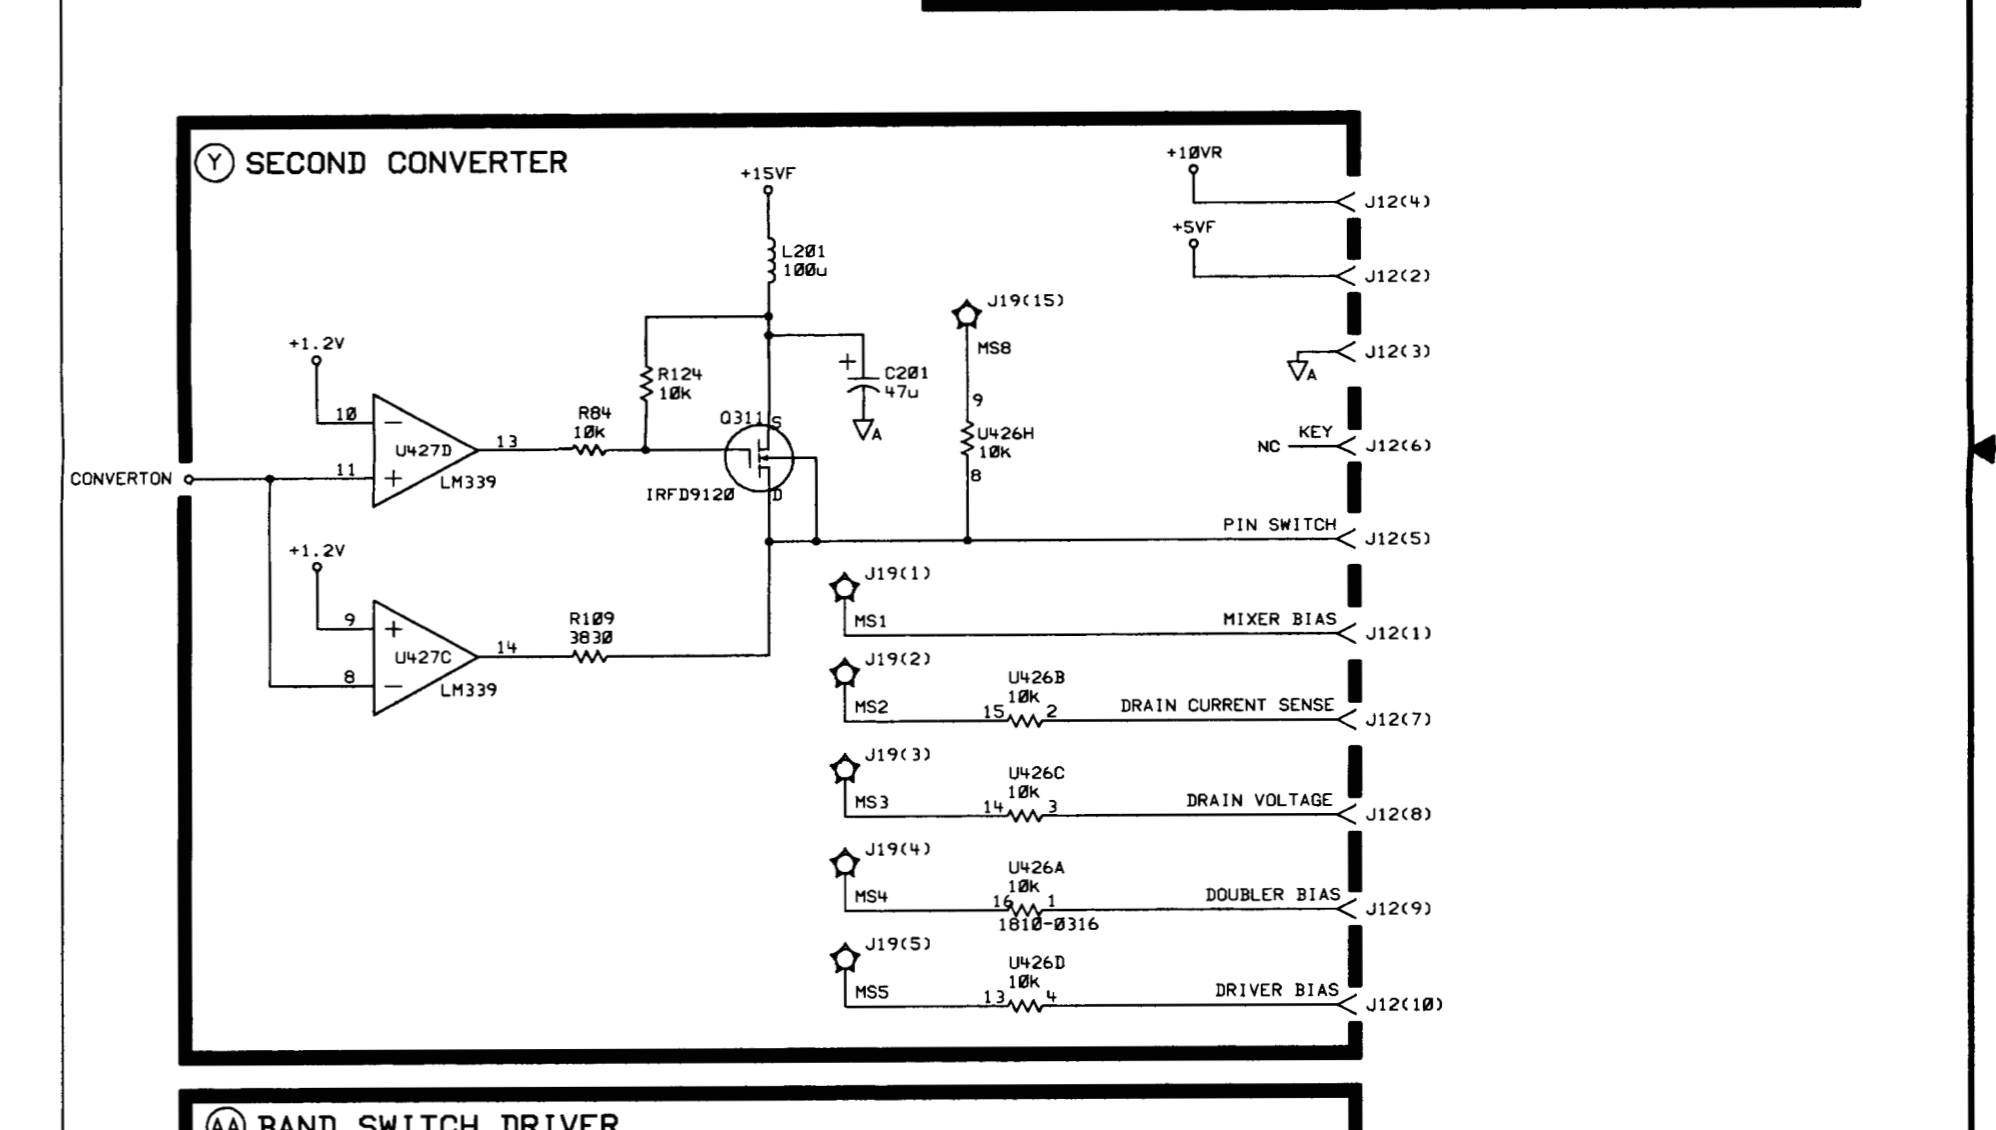 Y SECOND CONVERTER
+15VF
L201
100u
+10VR
J12(4)
+5VF
J12(2)
J19(15)
MS8
9
U426H
10k
8
J12(3)
A
+1.2V
10
-
U427D
13
11
+
LM339
CONVERTON
R84
10k
R124
10k
Q311
S
D
IRFD9120
+
C201
47u
A
NC KEY
J12(6)
PIN SWITCH
J12(5)
+1.2V
9
+
U427C
14
8
-
LM339
R109
3830
J19(1)
MS1
MIXER BIAS
J12(1)
J19(2)
MS2
U426B
10k
15 2
DRAIN CURRENT SENSE
J12(7)
J19(3)
MS3
U426C
10k
14 3
DRAIN VOLTAGE
J12(8)
J19(4)
MS4
U426A
10k
16 1
1810-0316
DOUBLER BIAS
J12(9)
J19(5)
MS5
U426D
10k
13 4
DRIVER BIAS
J12(10)
AA BAND SWITCH DRIVER